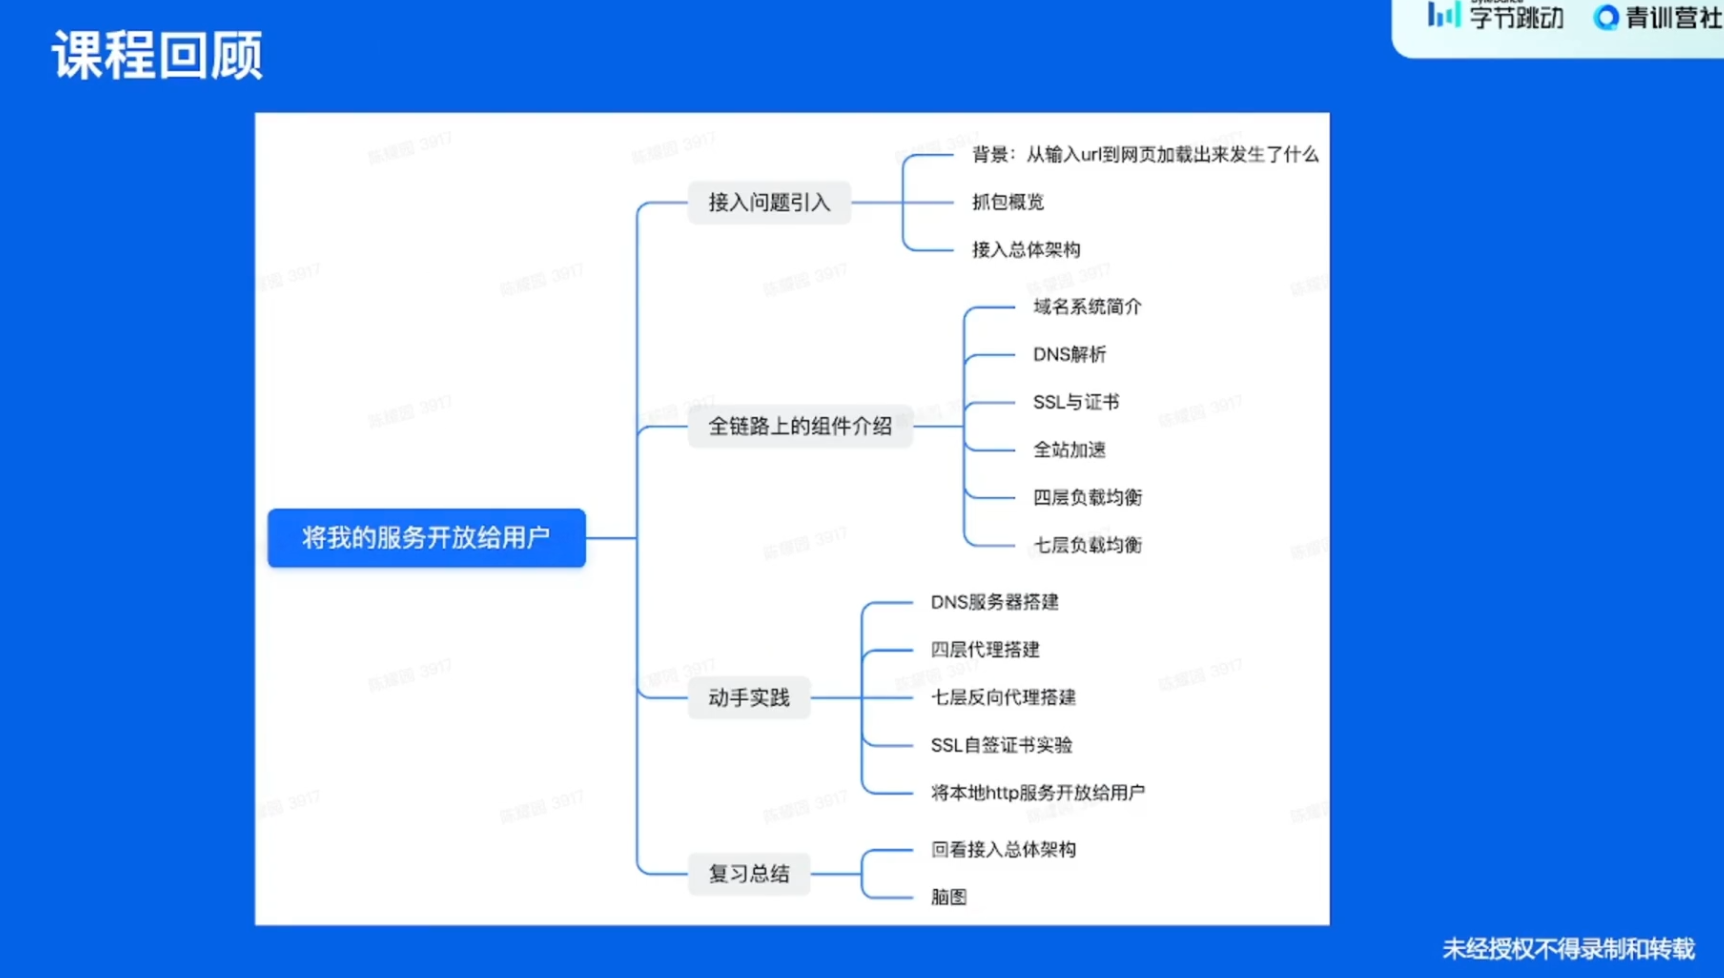 字节跳动
青训营社
课程回顾
将我的服务开放给用户
接入问题引入
背景：从输入url到网页加载出来发生了什么
抓包概览
接入总体架构
全链路上的组件介绍
域名系统简介
DNS解析
SSL与证书
全站加速
四层负载均衡
七层负载均衡
动手实践
DNS服务器搭建
四层代理搭建
七层反向代理搭建
SSL自签证书实验
将本地http服务开放给用户
复习总结
回看接入总体架构
脑图
未经授权不得录制和转载